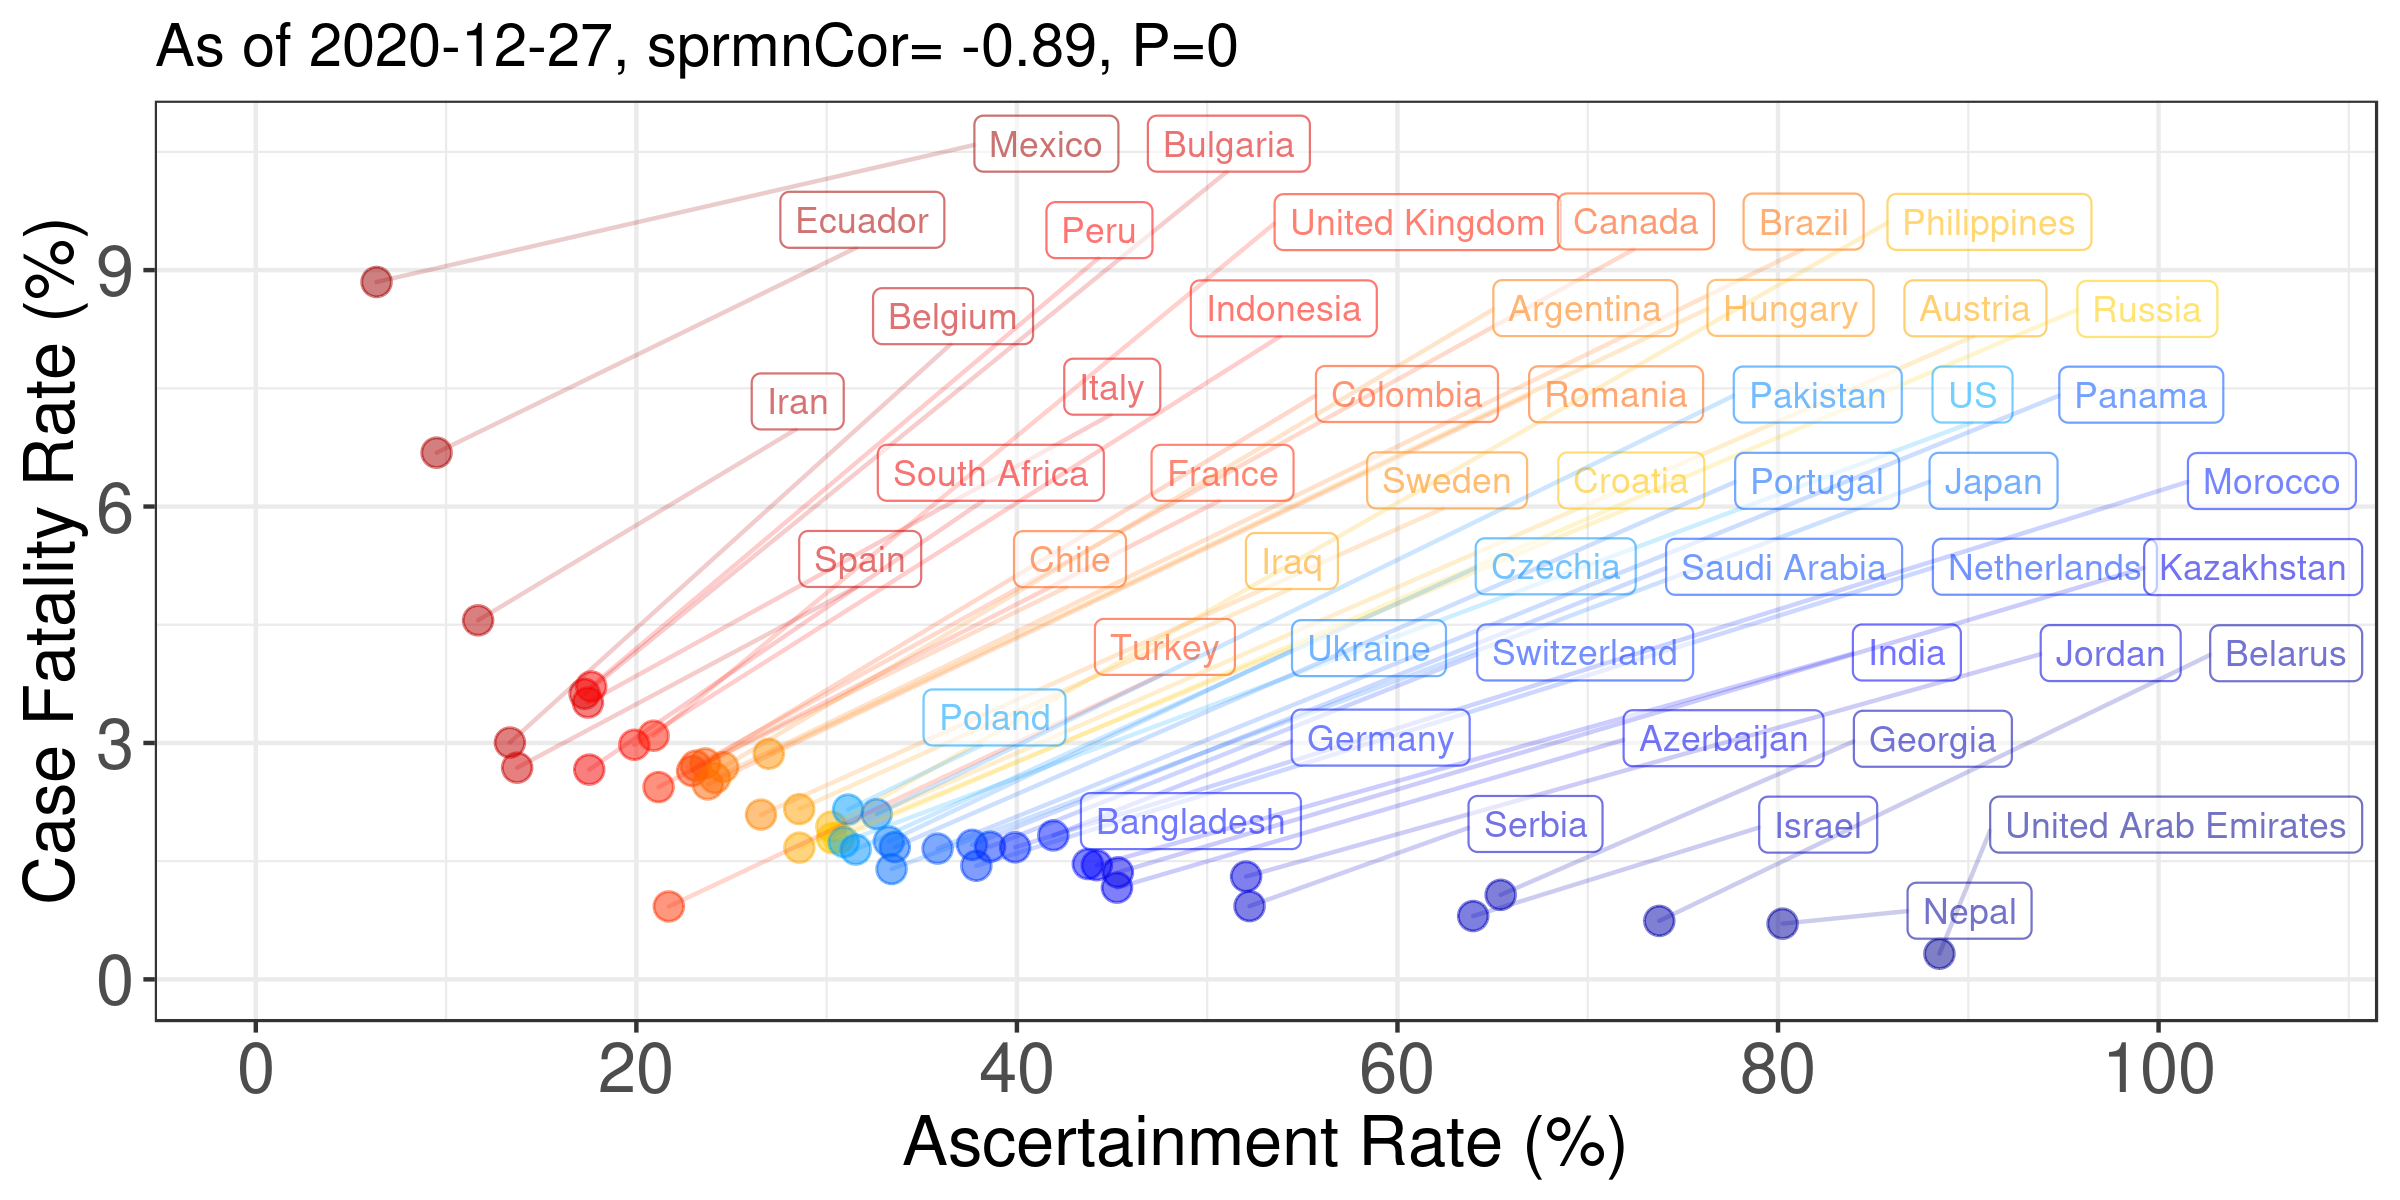 As of 2020-12-27, sprmnCor= -0.89, P=0
Mexico
Bulgaria
Ecuador
Peru
United Kingdom
Canada
Brazil
Philippines
Belgium
Indonesia
Argentina
Hungary
Austria
Russia
Iran
Italy
Colombia
Romania
Pakistan
US
Panama
South Africa
France
Sweden
Croatia
Portugal
Japan
Morocco
Spain
Chile
Iraq
Czechia
Saudi Arabia
Netherlands
Kazakhstan
Turkey
Ukraine
Switzerland
India
Jordan
Belarus
Poland
Germany
Azerbaijan
Georgia
Bangladesh
Serbia
Israel
United Arab Emirates
Nepal
Case Fatality Rate (%)
9
6
3
0
0 20 40 60 80 100
Ascertainment Rate (%)